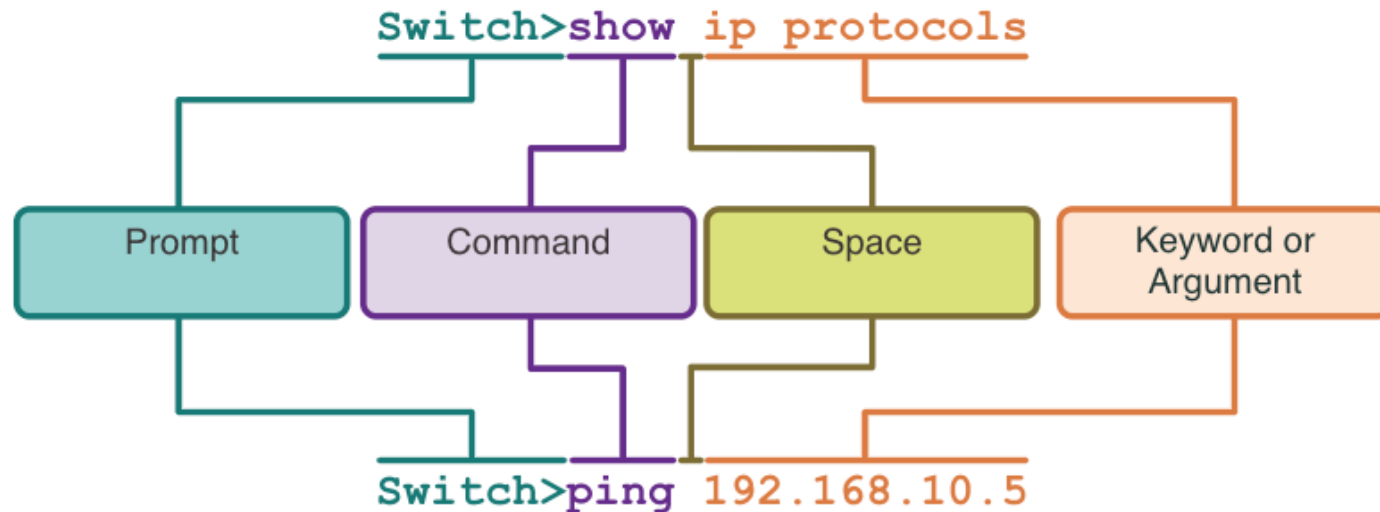 Switch>show ip protocols
Prompt
Command
Space
Keyword or
Argument
Switch>ping 192.168.10.5